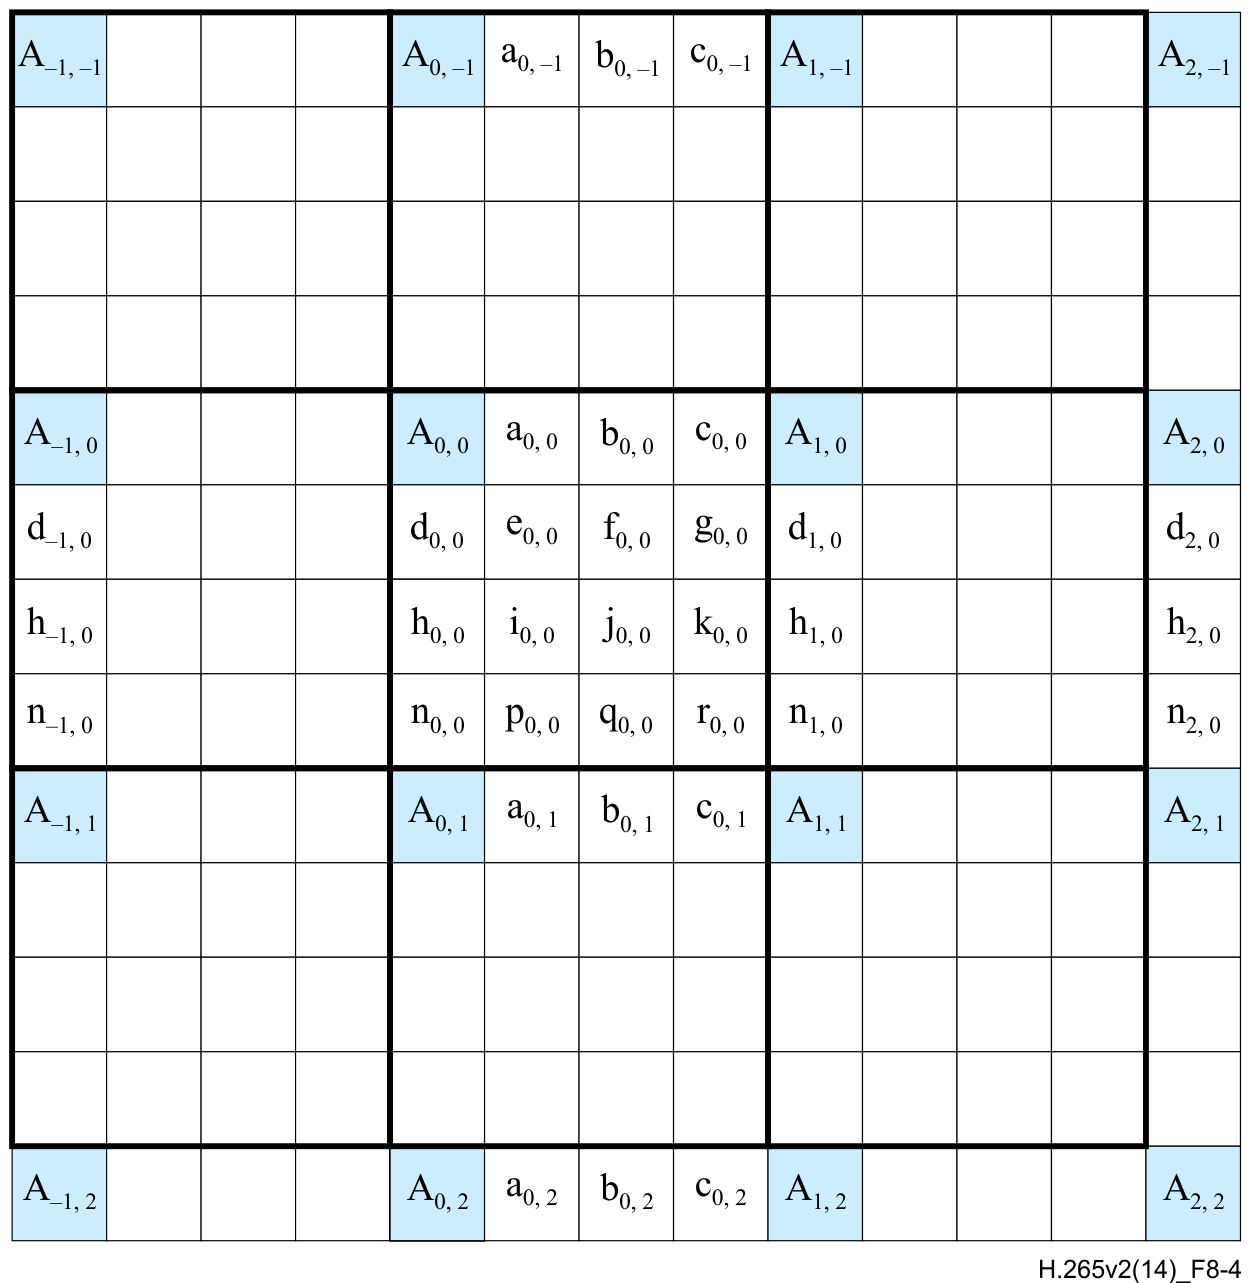 A–1, –1 A0, –1 a0, –1 b0, –1 c0, –1 A1, –1 A2, –1
A–1, 0 A0, 0 a0, 0 b0, 0 c0, 0 A1, 0 A2, 0
d–1, 0 d0, 0 e0, 0 f0, 0 g0, 0 d1, 0 d2, 0
h–1, 0 h0, 0 i0, 0 j0, 0 k0, 0 h1, 0 h2, 0
n–1, 0 n0, 0 p0, 0 q0, 0 r0, 0 n1, 0 n2, 0
A–1, 1 A0, 1 a0, 1 b0, 1 c0, 1 A1, 1 A2, 1
A–1, 2 A0, 2 a0, 2 b0, 2 c0, 2 A1, 2 A2, 2
H.265v2(14)_F8-4